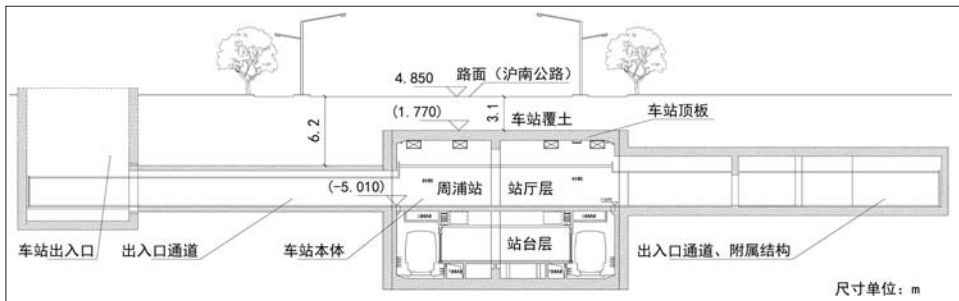 4.850
路面（沪南公路）
(1.770)
3.1
车站覆土
车站顶板
6.2
(-5.010)
周浦站
站厅层
站台层
车站出入口
出入口通道
车站本体
出入口通道、附属结构
尺寸单位：m